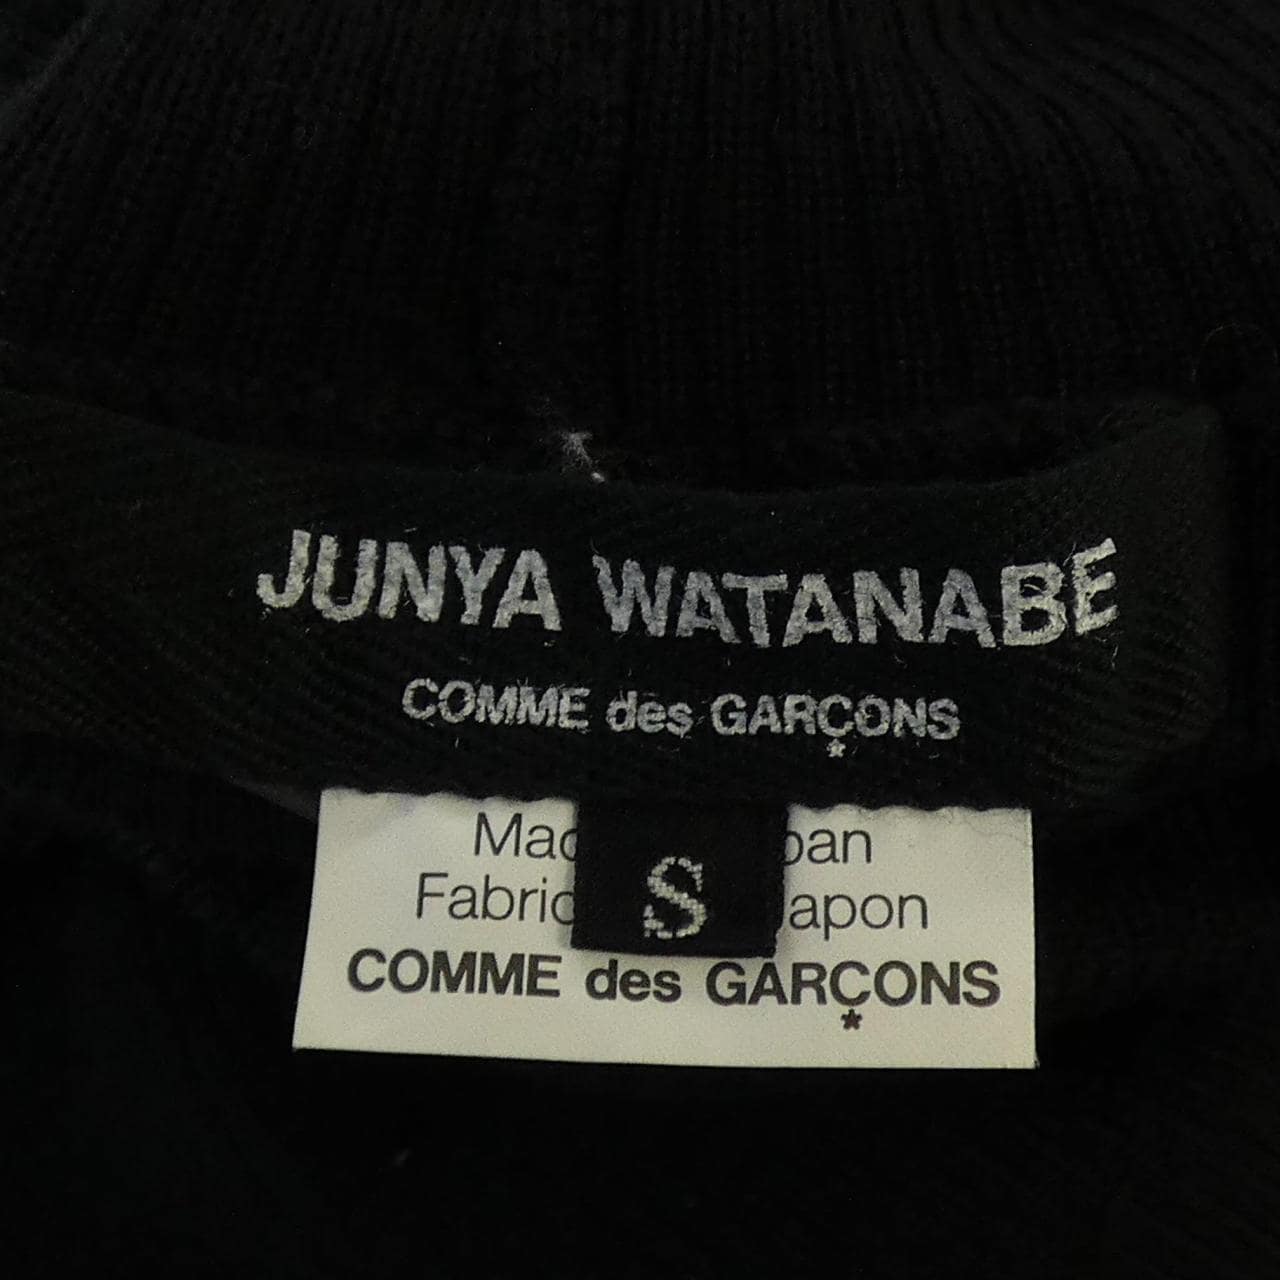 JUNYA WATANABE
COMME des GARÇONS
S
COMME des GARÇONS